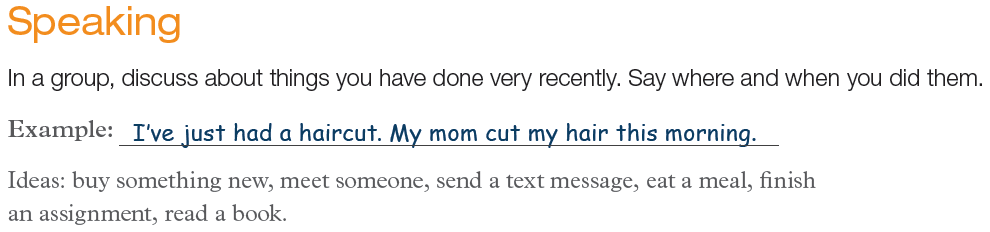 Speaking
In a group, discuss about things you have done very recently. Say where and when you did them.
Example: I've just had a haircut. My mom cut my hair this morning.
Ideas: buy something new, meet someone, send a text message, eat a meal, finish
an assignment, read a book.